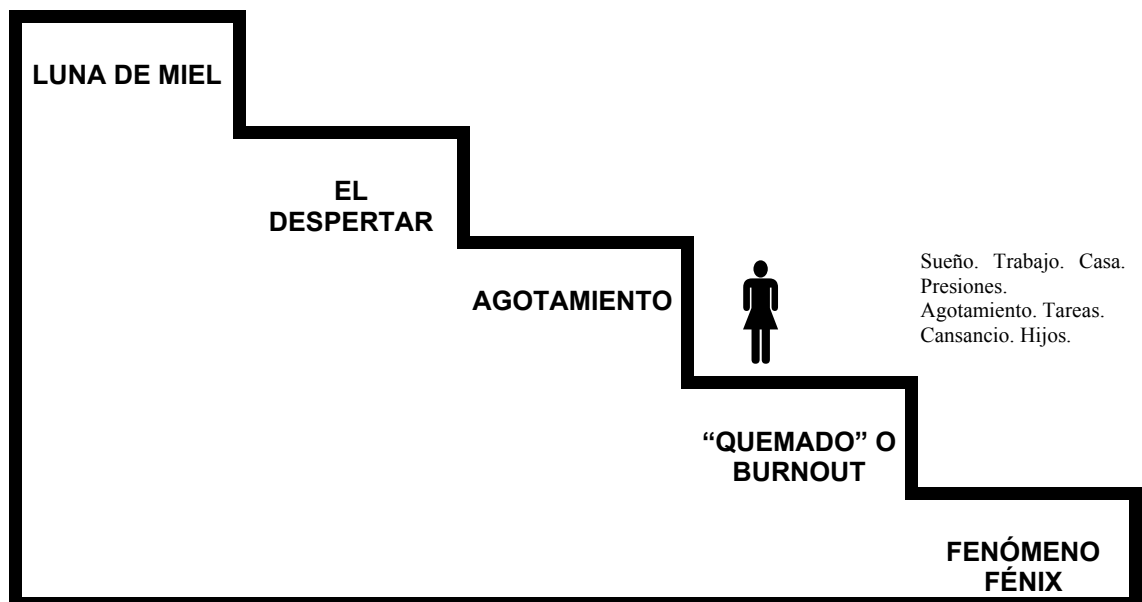 LUNA DE MIEL
EL
DESPERTAR
AGOTAMIENTO
Sueño. Trabajo. Casa.
Presiones.
Agotamiento. Tareas.
Cansancio. Hijos.
“QUEMADO” O
BURNOUT
FENÓMENO
FÉNIX